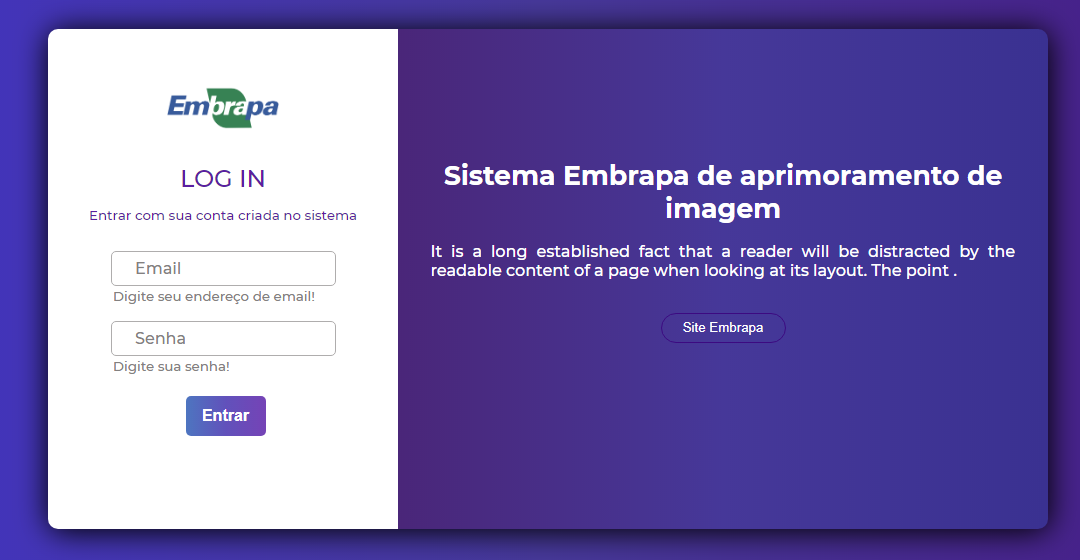 Embrapa
LOG IN
Entrar com sua conta criada no sistema
Email
Digite seu endereço de email!
Senha
Digite sua senha!
Entrar
Sistema Embrapa de aprimoramento de
imagem
It is a long established fact that a reader will be distracted by the
readable content of a page when looking at its layout. The point .
Site Embrapa